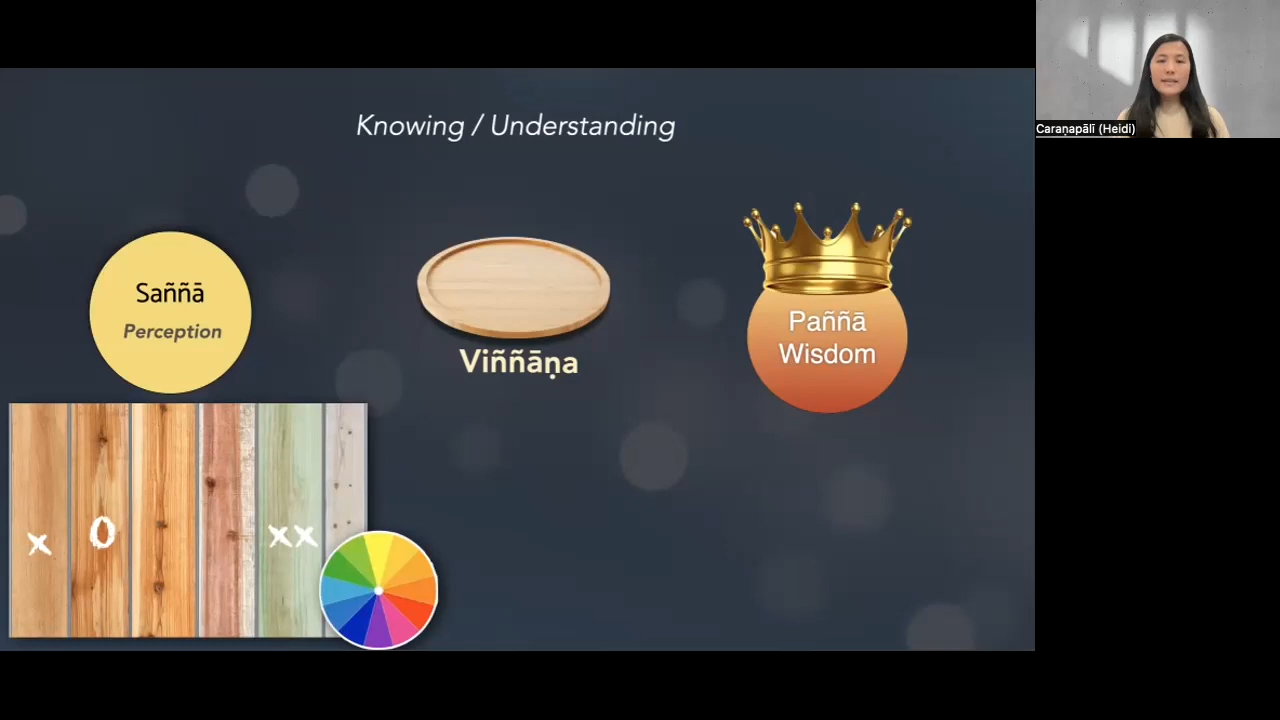 Knowing / Understanding
Saññā
Perception
Viññāṇa
Paññā
Wisdom
x
0
xx
Caraṇapālī (Heidi)